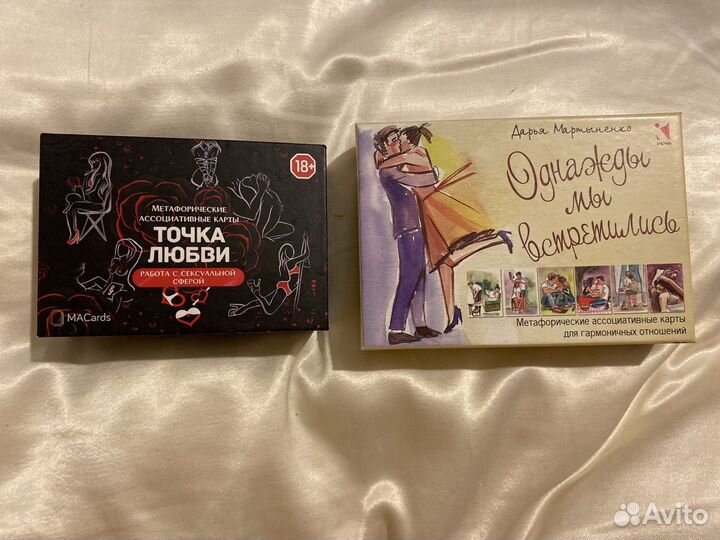 18+
Метафорические
ассоциативные карты
ТОЧКА
ЛЮБВИ
РАБОТА С СЕКСУАЛЬНОЙ
СФЕРОЙ
MACards
Дарья Мартыненко
Речь
Однажды
мы
встретились
Метафорические ассоциативные карты
для гармоничных отношений
Avito